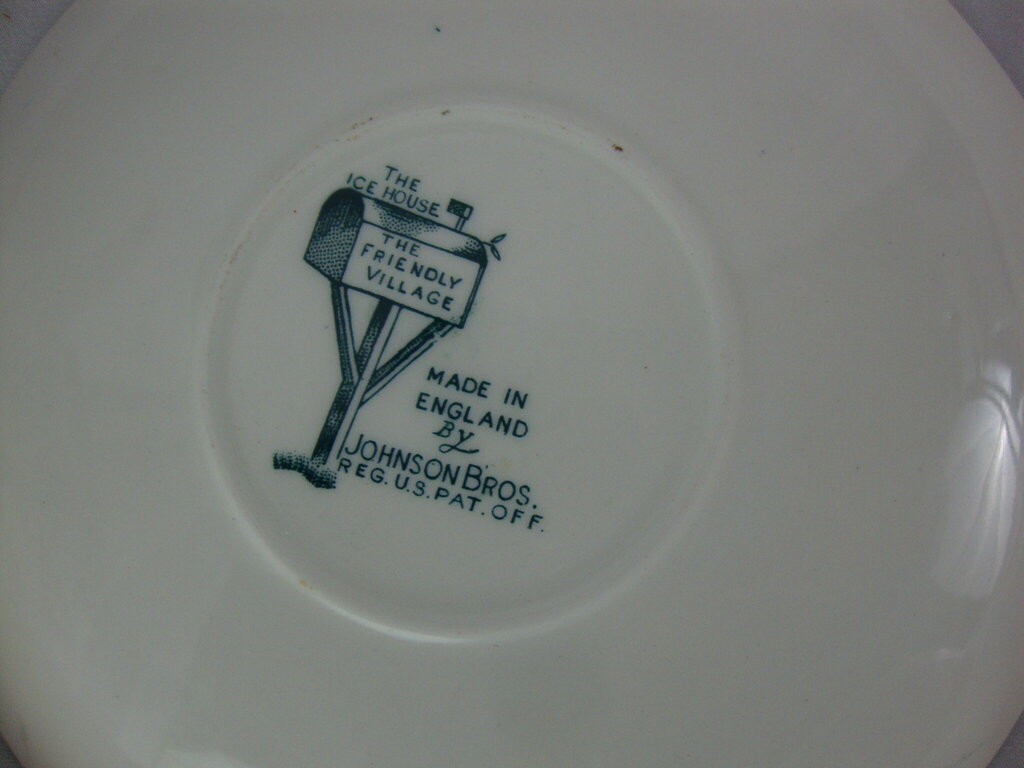 THE
ICE HOUSE
THE
FRIENDLY
VILLAGE
MADE IN
ENGLAND
BY
JOHNSON BROS.
REG. U.S. PAT. OFF.